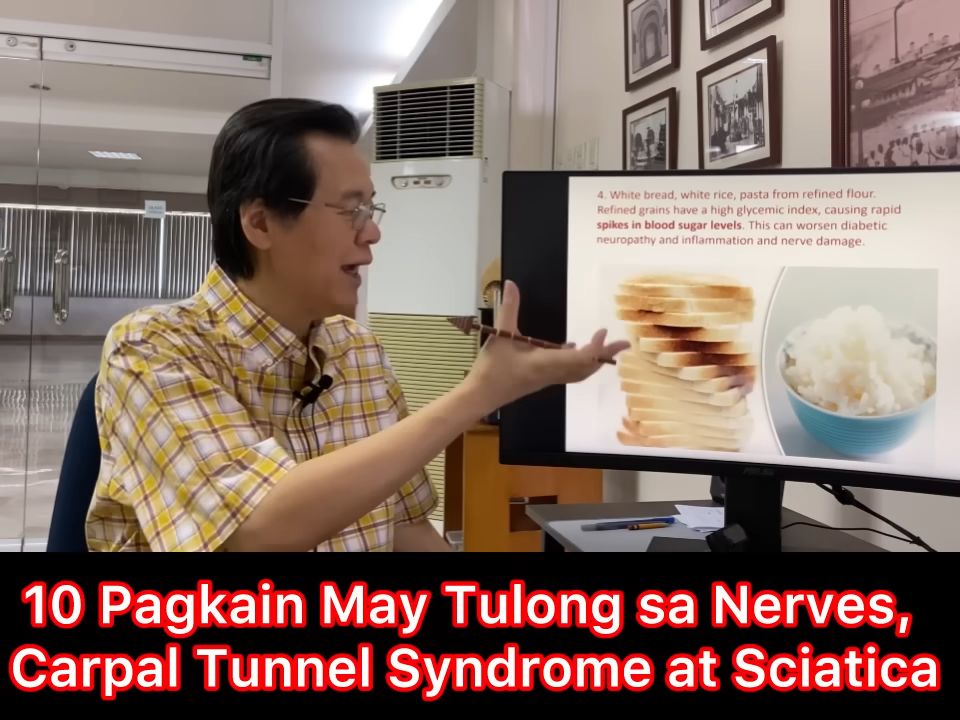 4. White bread, white rice, pasta from refined flour.
Refined grains have a high glycemic index, causing rapid
spikes in blood sugar levels. This can worsen diabetic
neuropathy and inflammation and nerve damage.
10 Pagkain May Tulong sa Nerves,
Carpal Tunnel Syndrome at Sciatica